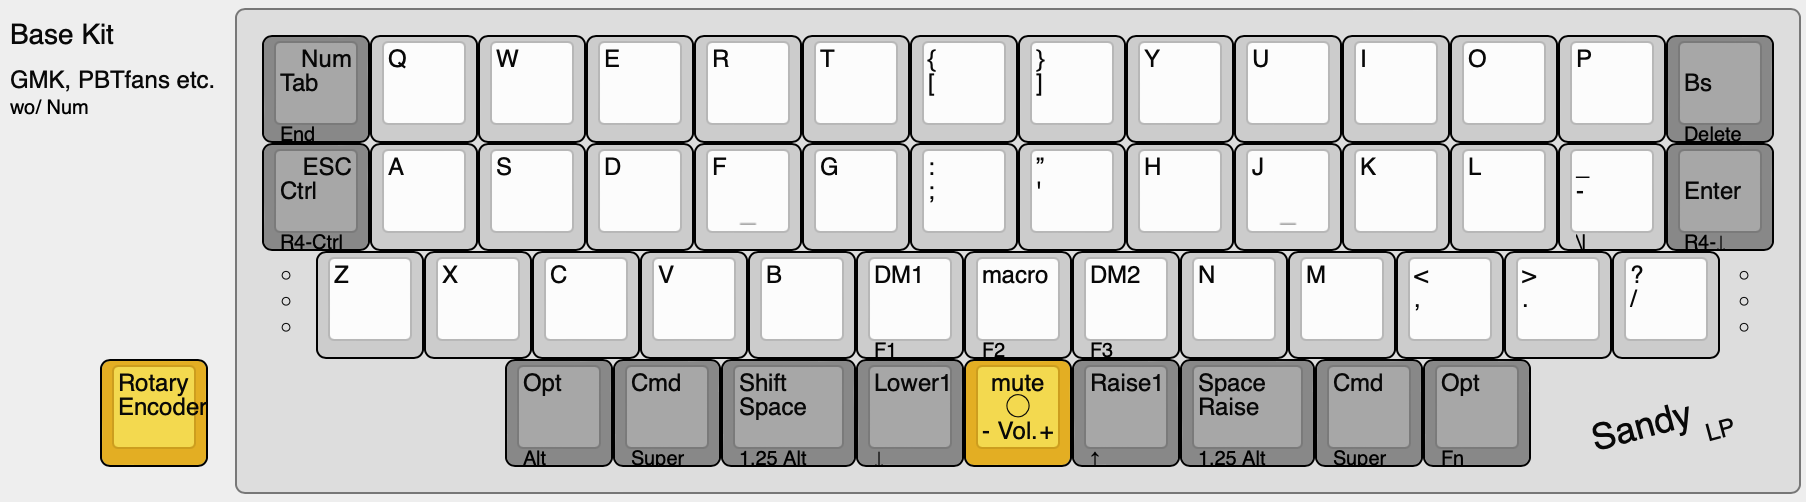 Base Kit
GMK, PBTfans etc.
wo/ Num
Num
Tab
End
Q
W
E
R
T
{
[
}
]
Y
U
I
O
P
Bs
Delete
ESC
Ctrl
R4-Ctrl
A
S
D
F
_
G
:
;
”
'
H
J
_
K
L
_
-
\|
Enter
R4-↓
Z
X
C
V
B
DM1
F1
macro
F2
DM2
F3
N
M
<
,
>
.
?
/
Rotary
Encoder
Opt
Alt
Cmd
Super
Shift
Space
1.25 Alt
Lower1
↓
mute
◯
- Vol.+
Raise1
↑
Space
Raise
1.25 Alt
Cmd
Super
Opt
Fn
Sandy LP